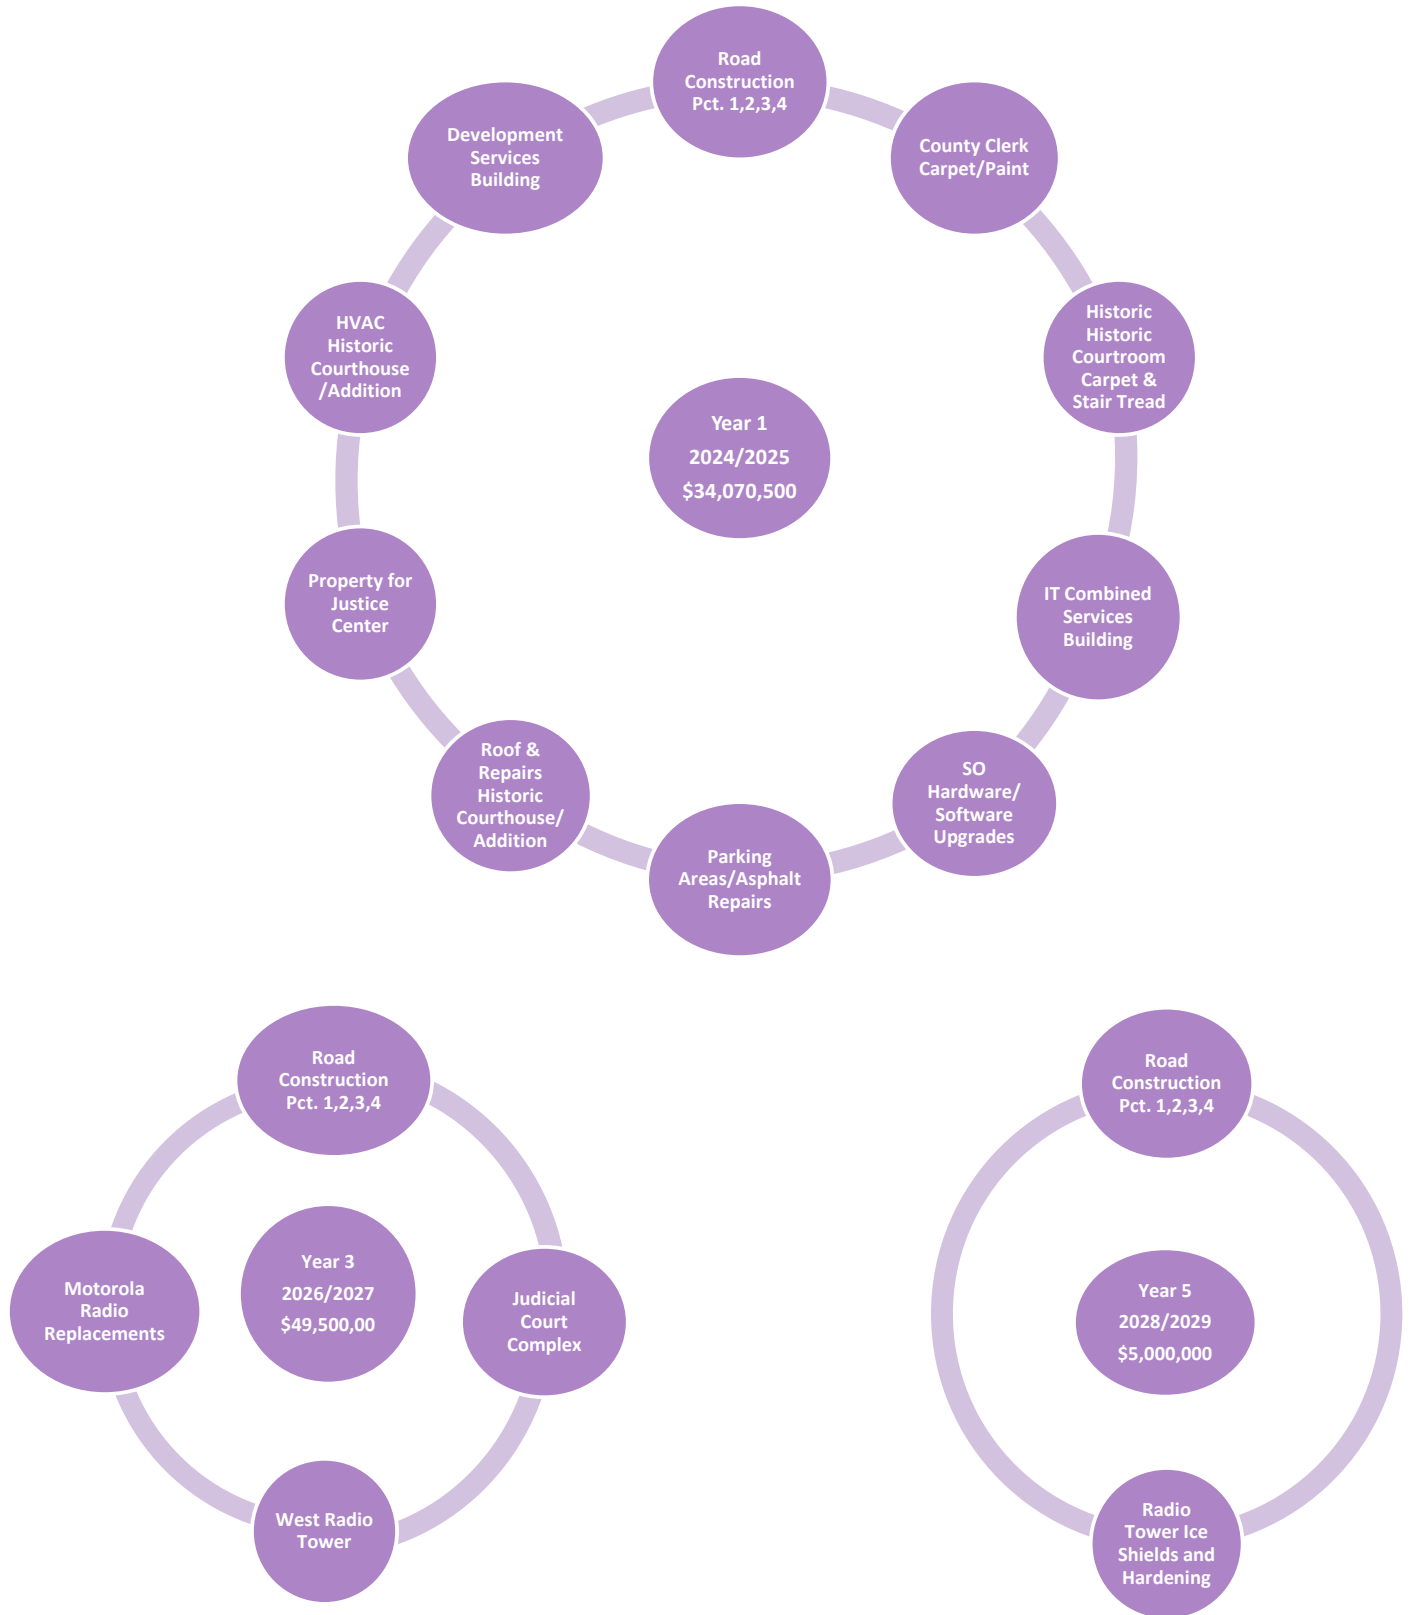 Road
Construction
Pct. 1,2,3,4
County Clerk
Carpet/Paint
Historic
Historic
Courtroom
Carpet &
Stair Tread
IT Combined
Services
Building
SO
Hardware/
Software
Upgrades
Parking
Areas/Asphalt
Repairs
Roof &
Repairs
Historic
Courthouse/
Addition
Property for
Justice
Center
HVAC
Historic
Courthouse
/Addition
Development
Services
Building
Year 1
2024/2025
$34,070,500
Road
Construction
Pct. 1,2,3,4
Judicial
Court
Complex
West Radio
Tower
Motorola
Radio
Replacements
Year 3
2026/2027
$49,500,00
Road
Construction
Pct. 1,2,3,4
Radio
Tower Ice
Shields and
Hardening
Year 5
2028/2029
$5,000,000